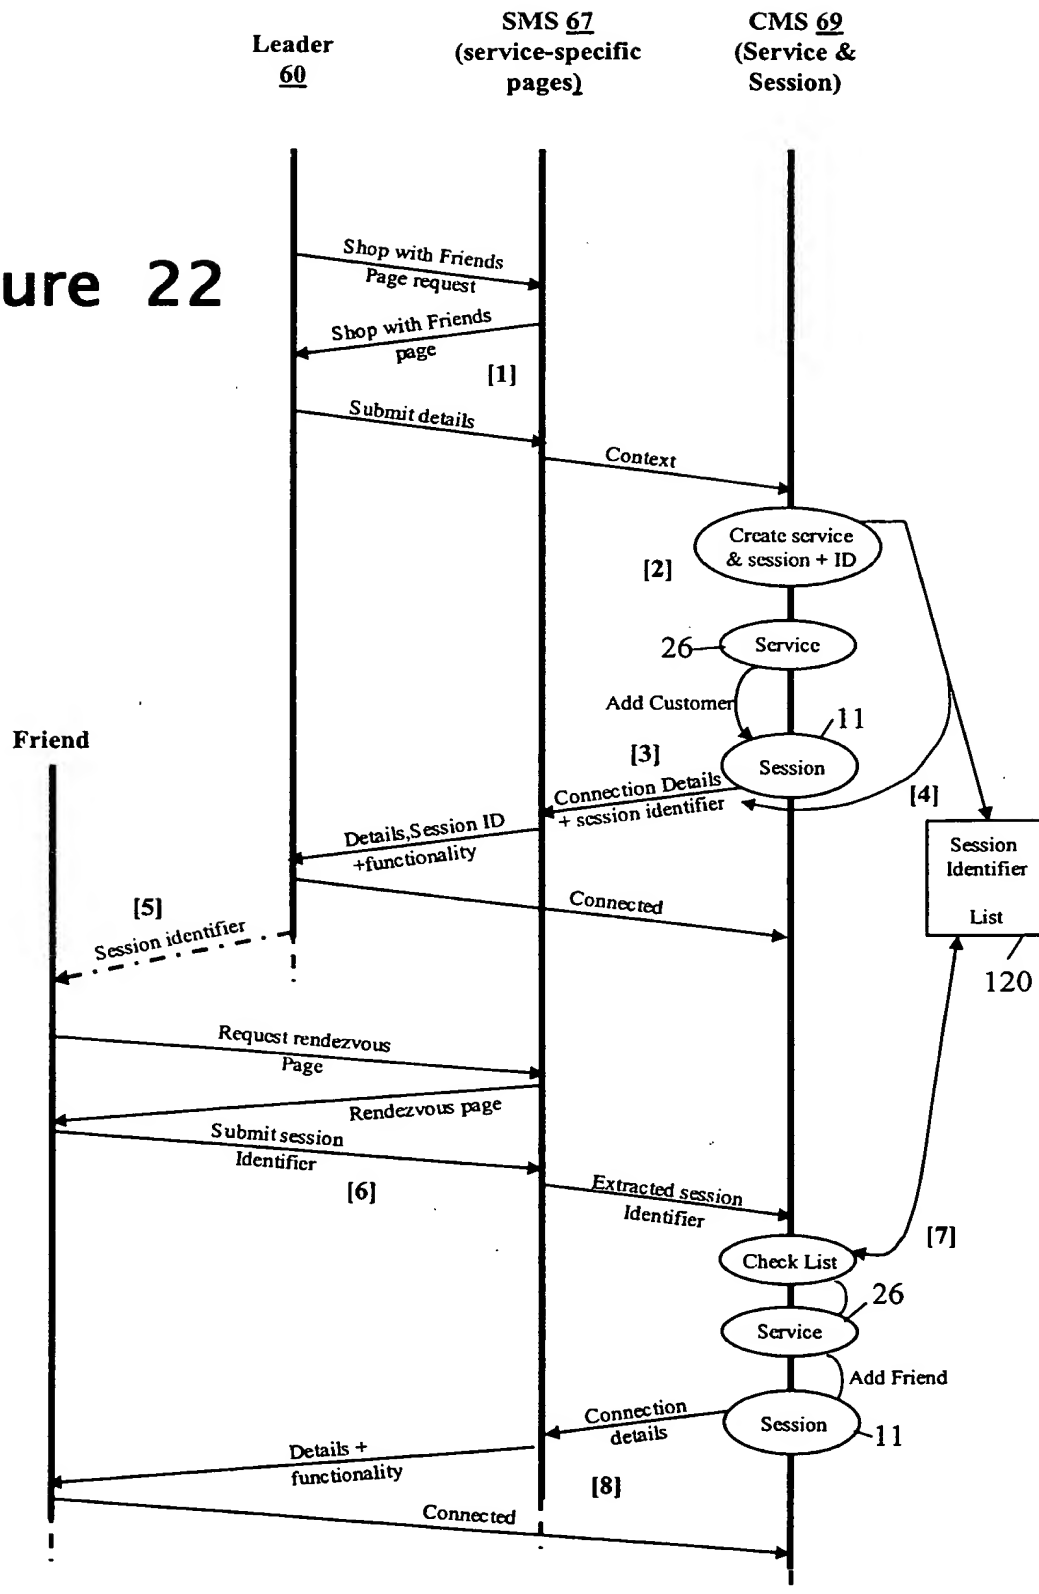 Leader
60
SMS 67
(service-specific
pages)
CMS 69
(Service &
Session)
ure 22
Shop with Friends
Page request
Shop with Friends
page
[1]
Submit details
Context
Create service
& session + ID
[2]
26
Service
Add Customer
11
[3]
Session
Connection Details
+ session identifier
[4]
Details,Session ID
+functionality
Session
Identifier
List
120
Connected
Friend
[5]
Session identifier
Request rendezvous
Page
Rendezvous page
Submit session
Identifier
[6]
Extracted session
Identifier
[7]
Check List
26
Service
Add Friend
Session
11
Connection
details
Details +
functionality
[8]
Connected